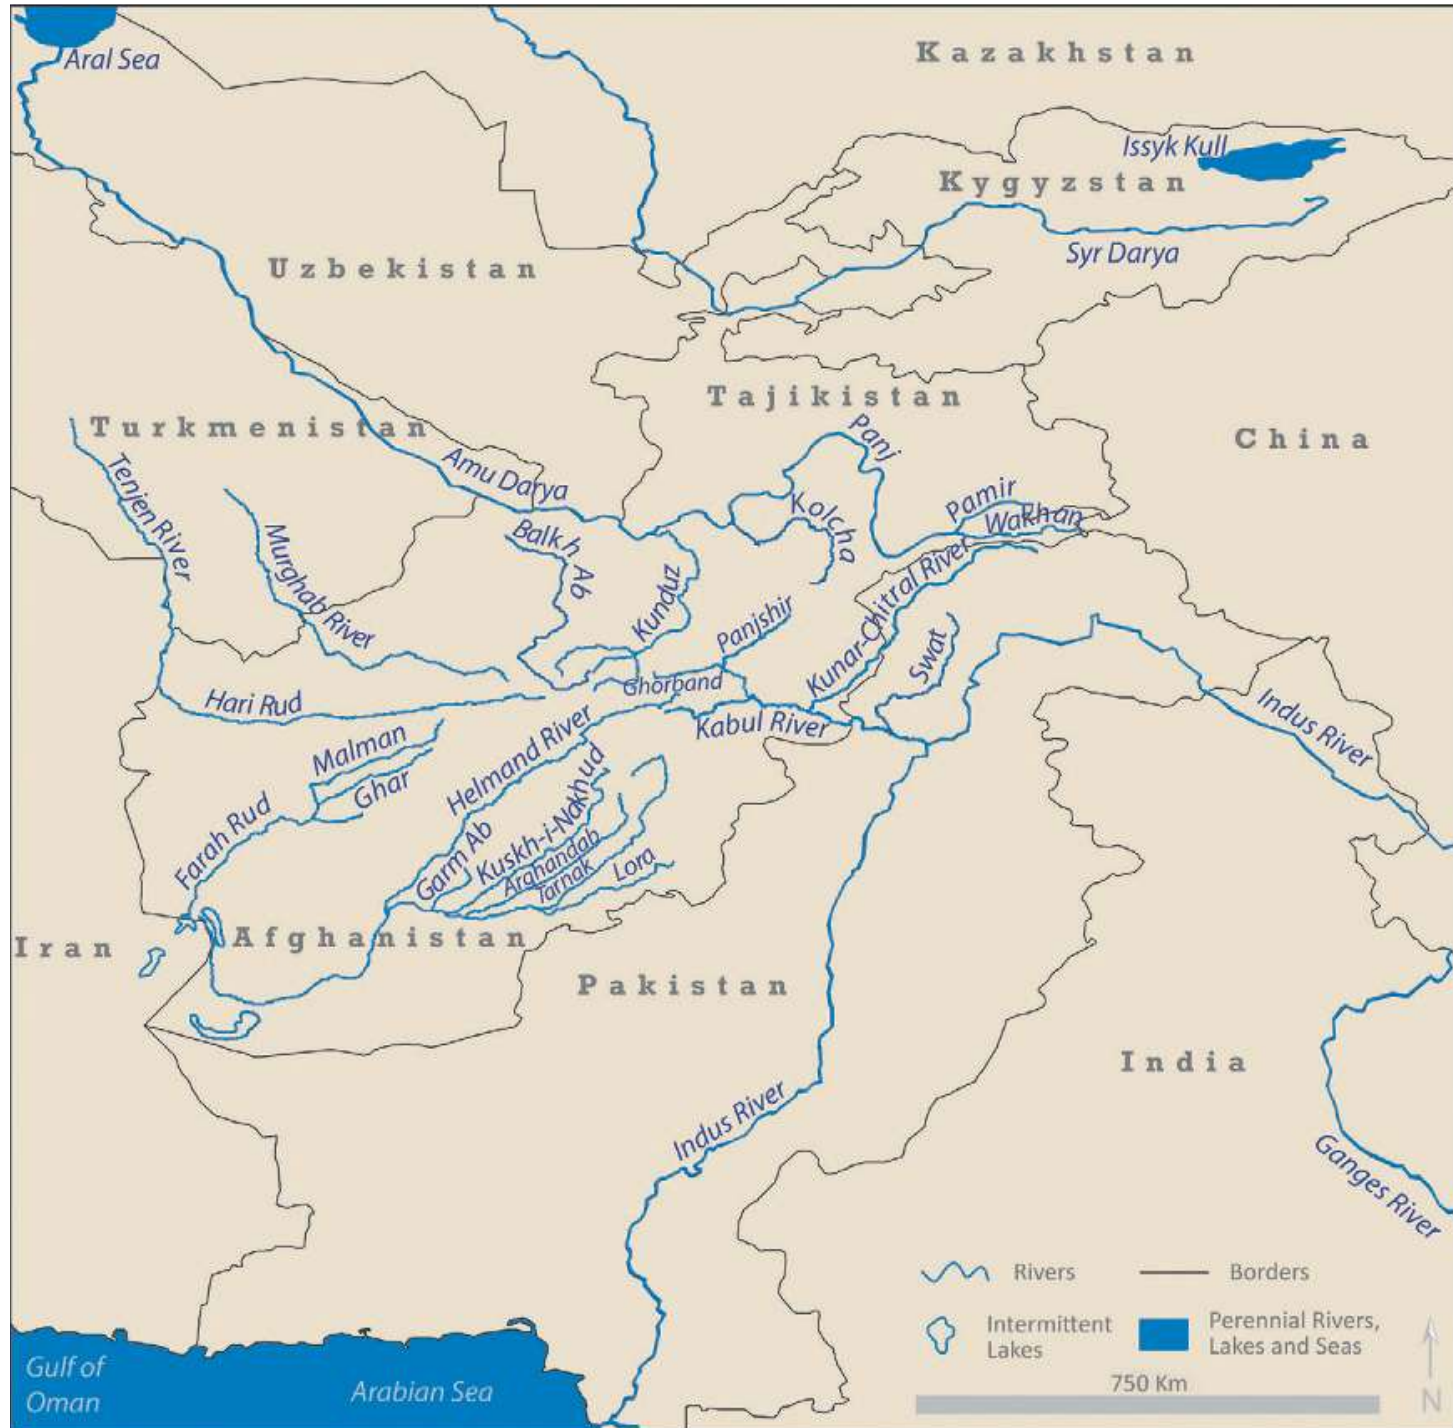 Aral Sea
Kazakhstan
Issyk Kull
Kygyzstan
Syr Darya
Uzbekistan
Tajikistan
Turkmenistan
China
Panj
Amu Darya
Tenjen River
Kolcha
Pamir
Wakhan
Balkh Ab
Murghab River
Kunduz
Kunar-Chitral River
Panjshir
Swat
Ghorband
Hari Rud
Indus River
Kabul River
Malman
Helmand River
Ghar
Farah Rud
Kuskh-i-Nakhud
Garm Ab
Arghandab
Tarnak
Lora
Iran
Afghanistan
Pakistan
India
Indus River
Ganges River
Rivers
Borders
Intermittent
Lakes
Perennial Rivers,
Lakes and Seas
750 Km
N
Gulf of
Oman
Arabian Sea